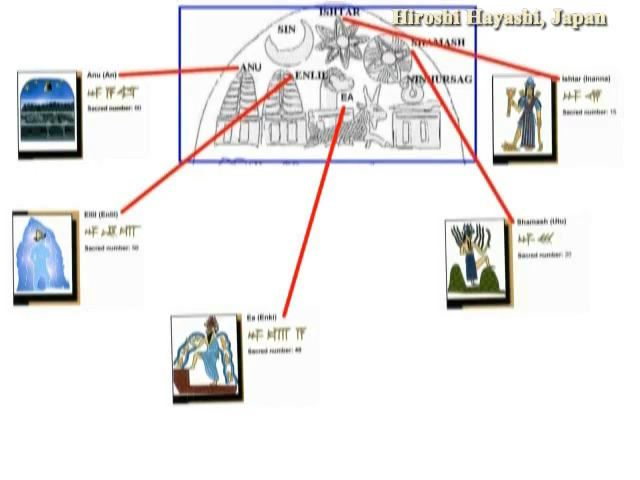 ISHTAR
Hiroshi Hayashi, Japan
SIN
SHAMASH
ANU
ENLIL
NINHURSAG
EA
Anu (An)
Sacred number: 60
Ishtar (Inanna)
Sacred number: 15
Ellil (Enlil)
Sacred number: 50
Shamash (Utu)
Sacred number: 20
Ea (Enki)
Sacred number: 40